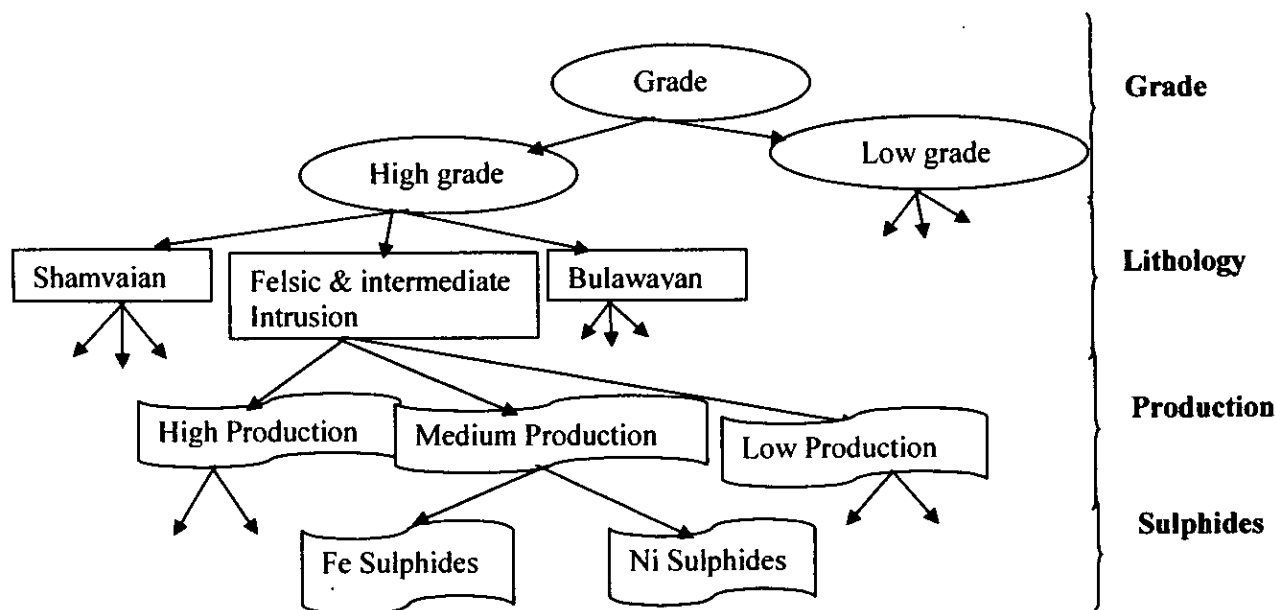 Grade
Grade
High grade
Low grade
Shamvaian
Felsic & intermediate
Intrusion
Bulawayan
Lithology
High Production
Medium Production
Low Production
Production
Fe Sulphides
Ni Sulphides
Sulphides